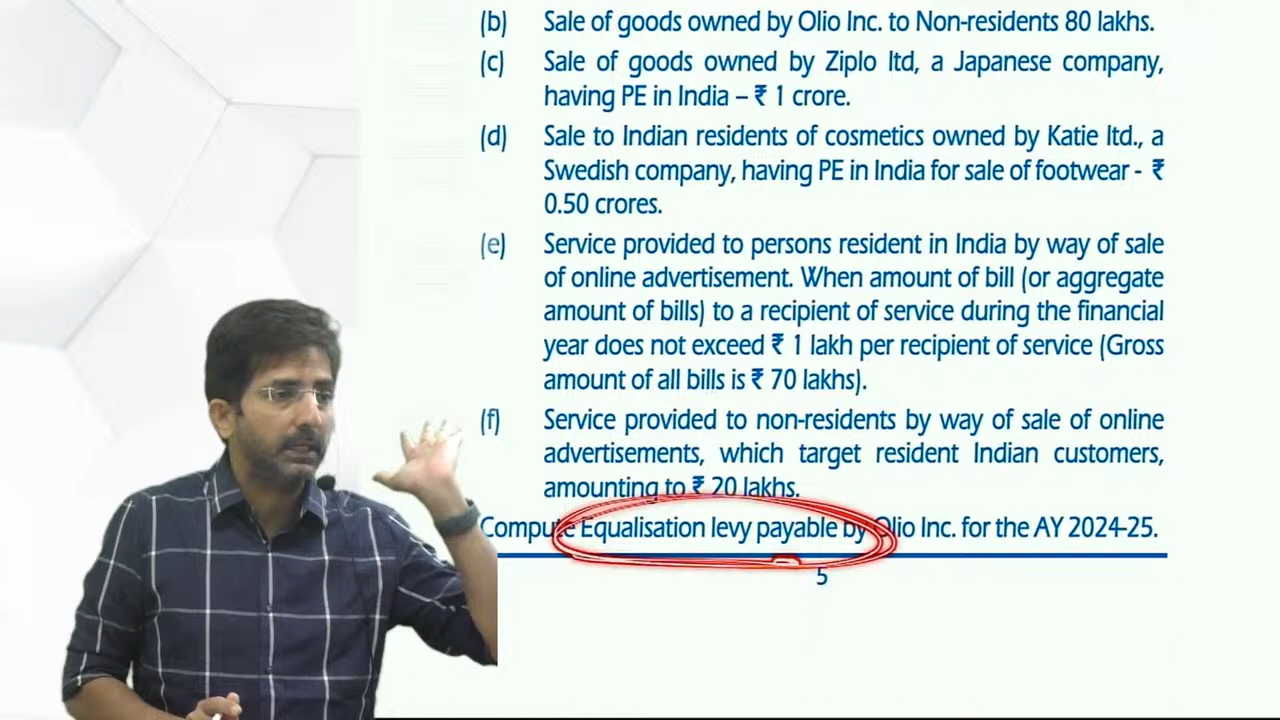 (b) Sale of goods owned by Olio Inc. to Non-residents 80 lakhs.
(c) Sale of goods owned by Ziplo ltd, a Japanese company,
having PE in India – ₹ 1 crore.
(d) Sale to Indian residents of cosmetics owned by Katie ltd., a
Swedish company, having PE in India for sale of footwear - ₹
0.50 crores.
(e) Service provided to persons resident in India by way of sale
of online advertisement. When amount of bill (or aggregate
amount of bills) to a recipient of service during the financial
year does not exceed ₹ 1 lakh per recipient of service (Gross
amount of all bills is ₹ 70 lakhs).
(f) Service provided to non-residents by way of sale of online
advertisements, which target resident Indian customers,
amounting to ₹ 20 lakhs.
Compute Equalisation levy payable by Olio Inc. for the AY 2024-25.
5